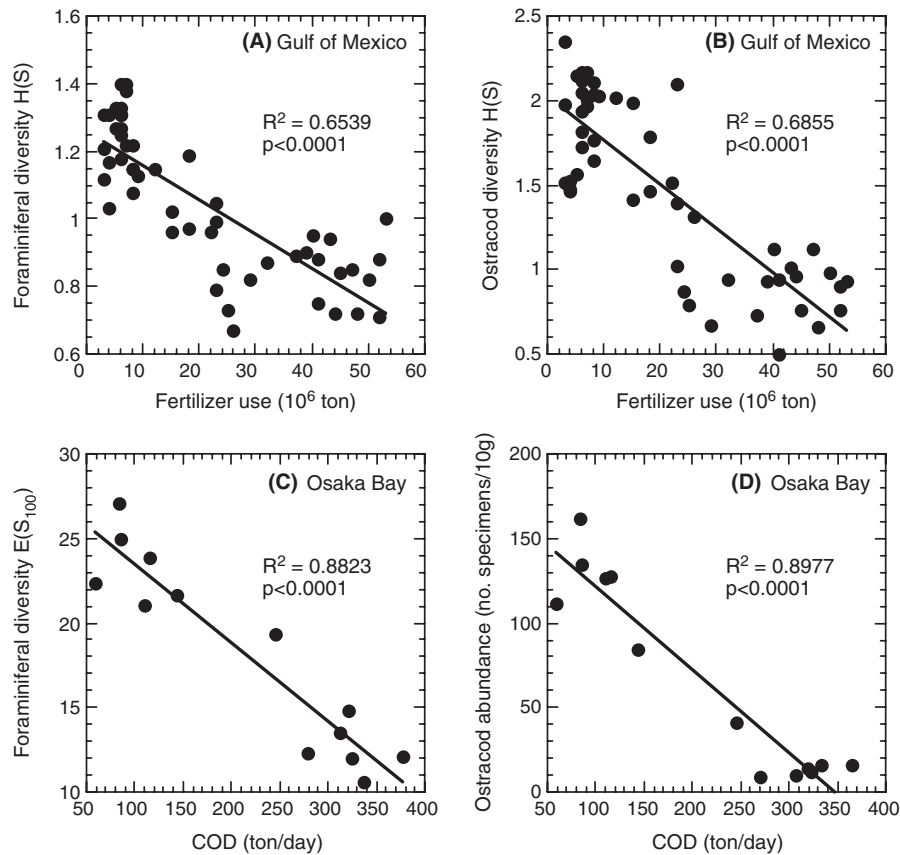 (A) Gulf of Mexico
R² = 0.6539
p<0.0001
Foraminiferal diversity H(S)
1.6
1.4
1.2
1
0.8
0.6
0 10 20 30 40 50 60
Fertilizer use (10⁶ ton)
(B) Gulf of Mexico
R² = 0.6855
p<0.0001
Ostracod diversity H(S)
2.5
2
1.5
1
0.5
0 10 20 30 40 50 60
Fertilizer use (10⁶ ton)
(C) Osaka Bay
R² = 0.8823
p<0.0001
Foraminiferal diversity E(S₁₀₀)
30
25
20
15
10
50 100 150 200 250 300 350 400
COD (ton/day)
(D) Osaka Bay
R² = 0.8977
p<0.0001
Ostracod abundance (no. specimens/10g)
200
150
100
50
0
50 100 150 200 250 300 350 400
COD (ton/day)